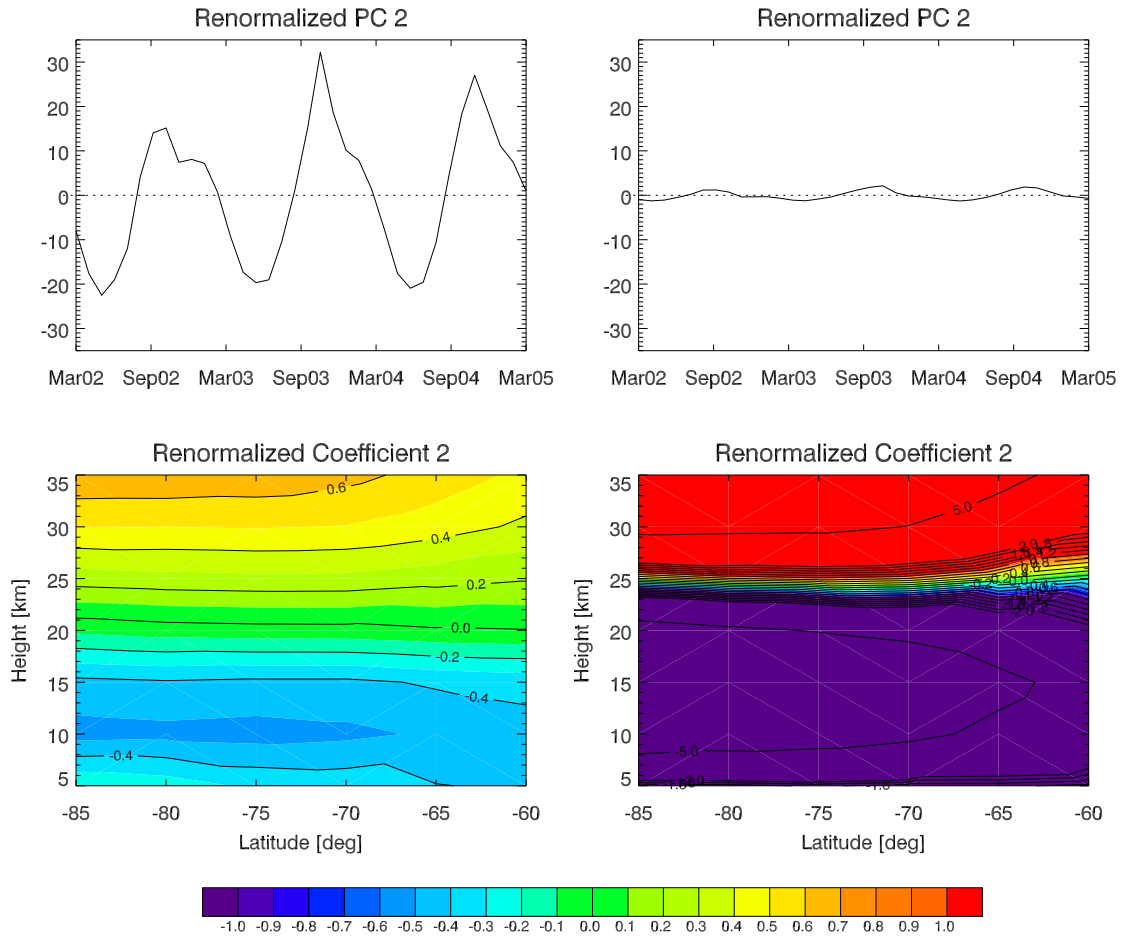 Renormalized PC 2
Renormalized PC 2
30
20
10
0
-10
-20
-30
30
20
10
0
-10
-20
-30
Mar02 Sep02 Mar03 Sep03 Mar04 Sep04 Mar05
Mar02 Sep02 Mar03 Sep03 Mar04 Sep04 Mar05
Renormalized Coefficient 2
Height [km]
35
30
25
20
15
10
5
0.6
0.4
0.2
0.0
-0.2
-0.4
-0.4
-85 -80 -75 -70 -65 -60
Latitude [deg]
Renormalized Coefficient 2
Height [km]
35
30
25
20
15
10
5
5.0
-5.0
-1.0
-85 -80 -75 -70 -65 -60
Latitude [deg]
-1.0 -0.9 -0.8 -0.7 -0.6 -0.5 -0.4 -0.3 -0.2 -0.1 0.0 0.1 0.2 0.3 0.4 0.5 0.6 0.7 0.8 0.9 1.0